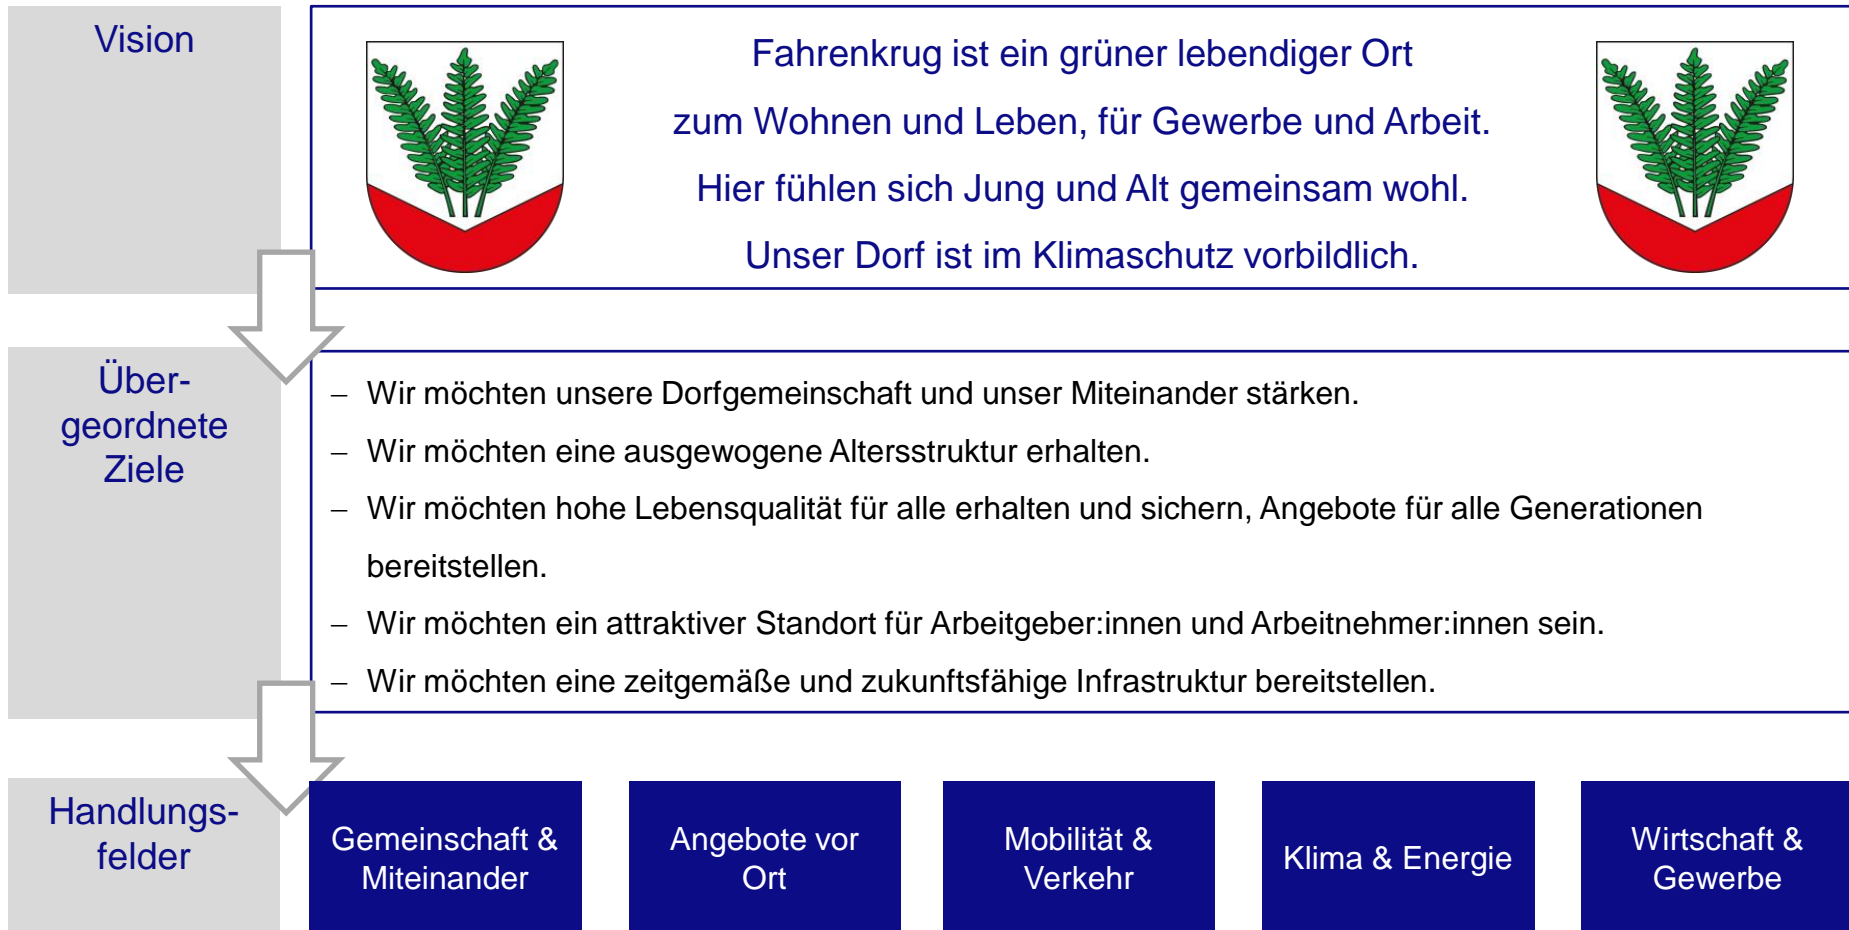 Vision
Fahrenkrug ist ein grüner lebendiger Ort
zum Wohnen und Leben, für Gewerbe und Arbeit.
Hier fühlen sich Jung und Alt gemeinsam wohl.
Unser Dorf ist im Klimaschutz vorbildlich.
Über-
geordnete
Ziele
– Wir möchten unsere Dorfgemeinschaft und unser Miteinander stärken.
– Wir möchten eine ausgewogene Altersstruktur erhalten.
– Wir möchten hohe Lebensqualität für alle erhalten und sichern, Angebote für alle Generationen
bereitstellen.
– Wir möchten ein attraktiver Standort für Arbeitgeber:innen und Arbeitnehmer:innen sein.
– Wir möchten eine zeitgemäße und zukunftsfähige Infrastruktur bereitstellen.
Handlungs-
felder
Gemeinschaft &
Miteinander
Angebote vor
Ort
Mobilität &
Verkehr
Klima & Energie
Wirtschaft &
Gewerbe